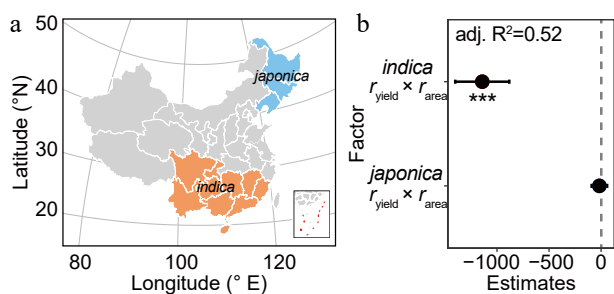 a
Latitude (°N)
50
40
30
20
japonica
indica
80
100
120
Longitude (° E)
b
adj. R²=0.52
Factor
indica
r_yield × r_area
***
japonica
r_yield × r_area
−1000
−500
0
Estimates